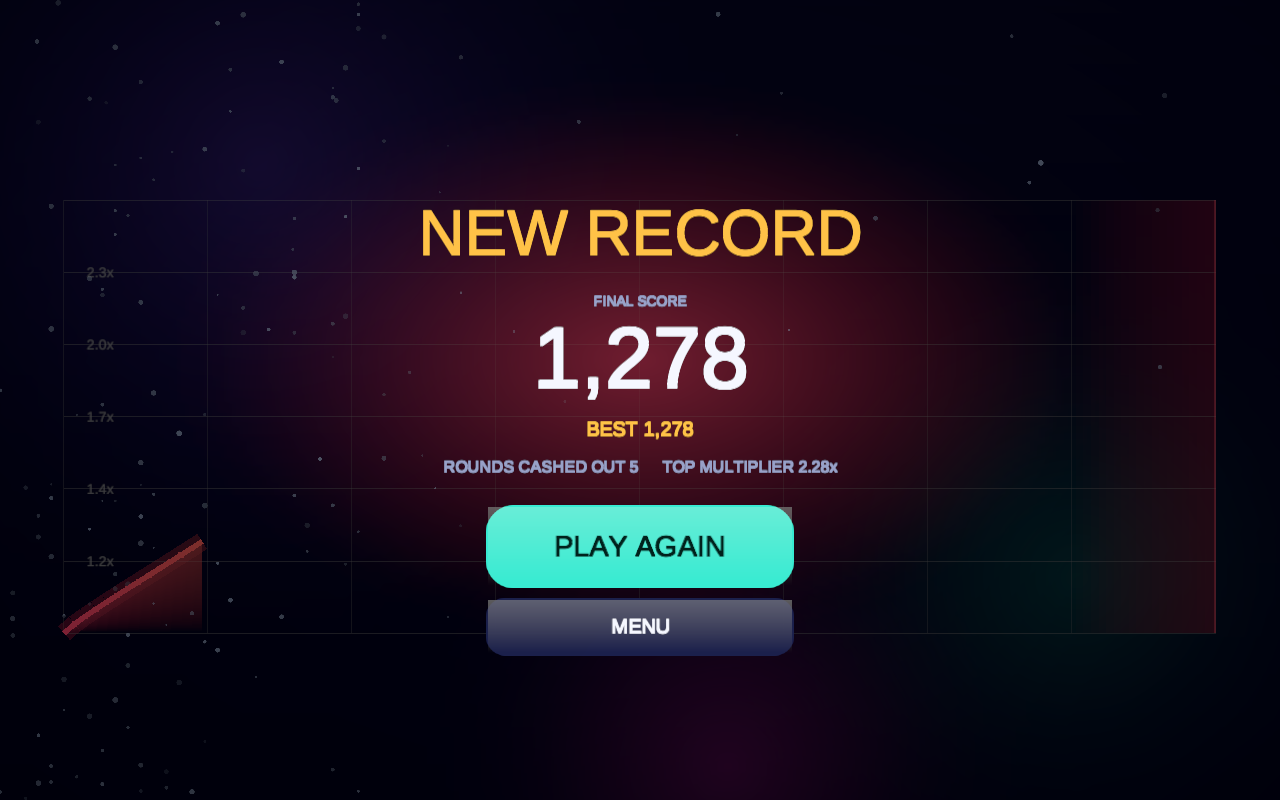 NEW RECORD
FINAL SCORE
2.3x
1,278
2.0x
1.7x
BEST 1,278
ROUNDS CASHED OUT 5 TOP MULTIPLIER 2.28x
1.4x
PLAY AGAIN
1.2x
MENU